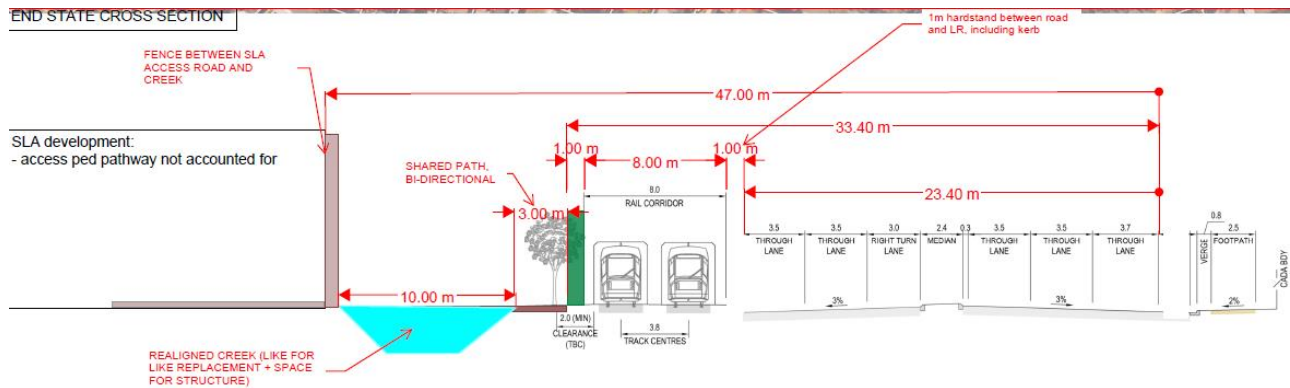 END STATE CROSS SECTION
1m hardstand between road
and LR, including kerb
FENCE BETWEEN SLA
ACCESS ROAD AND
CREEK
47.00 m
33.40 m
SLA development:
- access ped pathway not accounted for
SHARED PATH,
BI-DIRECTIONAL
1.00 m
8.00 m
1.00 m
8.0
RAIL CORRIDOR
3.00 m
23.40 m
3.5
THROUGH
LANE
3.5
THROUGH
LANE
3.0
RIGHT TURN
LANE
2.4
MEDIAN
0.3
3.5
THROUGH
LANE
3.5
THROUGH
LANE
3.7
THROUGH
LANE
0.8
VERGE
2.5
FOOTPATH
CADA BDY
10.00 m
3%
3%
2%
2.0 (MIN)
CLEARANCE
(TBC)
3.8
TRACK CENTRES
REALIGNED CREEK (LIKE FOR
LIKE REPLACEMENT + SPACE
FOR STRUCTURE)